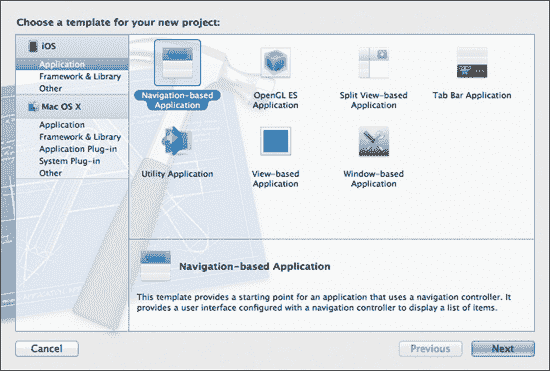 Choose a template for your new project:
iOS
Application
Framework & Library
Other
Mac OS X
Application
Framework & Library
Application Plug-in
System Plug-in
Other
Navigation-based
Application
OpenGL ES
Application
Split View-based
Application
Tab Bar Application
Utility Application
View-based
Application
Window-based
Application
Navigation-based Application
This template provides a starting point for an application that uses a navigation controller. It
provides a user interface configured with a navigation controller to display a list of items.
Cancel
Previous
Next